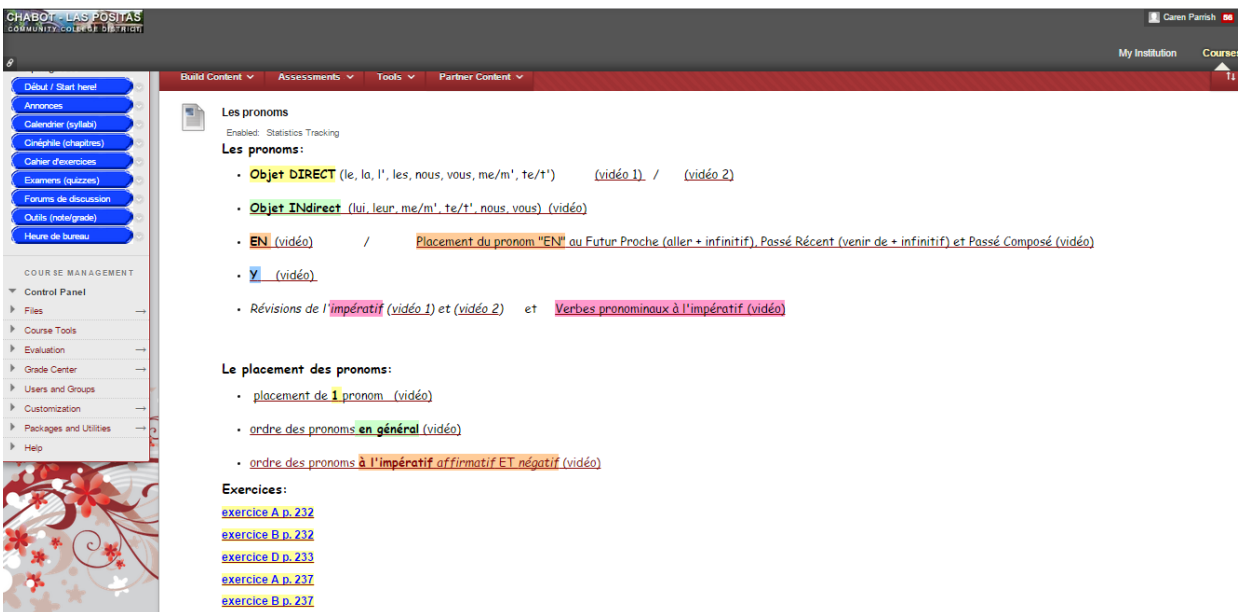 CHABOT - LAS POSITAS
COMMUNITY COLLEGE DISTRICT
Caren Parrish 56
My Institution
Courses
Build Content
Assessments
Tools
Partner Content
Début / Start here!
Annonces
Calendrier (syllabi)
Cinéphile (chapitres)
Cahier d'exercices
Examens (quizzes)
Forums de discussion
Outils (note/grade)
Heure de bureau
COURSE MANAGEMENT
Control Panel
Files
Course Tools
Evaluation
Grade Center
Users and Groups
Customization
Packages and Utilities
Help
Les pronoms
Enabled: Statistics Tracking
Les pronoms:
• Objet DIRECT (le, la, l', les, nous, vous, me/m', te/t') (vidéo 1) / (vidéo 2)
• Objet INdirect (lui, leur, me/m', te/t', nous, vous) (vidéo)
• EN (vidéo) / Placement du pronom "EN" au Futur Proche (aller + infinitif), Passé Récent (venir de + infinitif) et Passé Composé (vidéo)
• Y (vidéo)
• Révisions de l'impératif (vidéo 1) et (vidéo 2) et Verbes pronominaux à l'impératif (vidéo)
Le placement des pronoms:
• placement de 1 pronom (vidéo)
• ordre des pronoms en général (vidéo)
• ordre des pronoms à l'impératif affirmatif ET négatif (vidéo)
Exercices:
exercice A p. 232
exercice B p. 232
exercice D p. 233
exercice A p. 237
exercice B p. 237